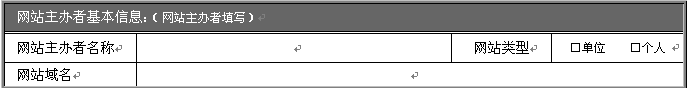 网站主办者基本信息：（网站主办者填写）
网站主办者名称 网站类型 □单位 □个人
网站域名